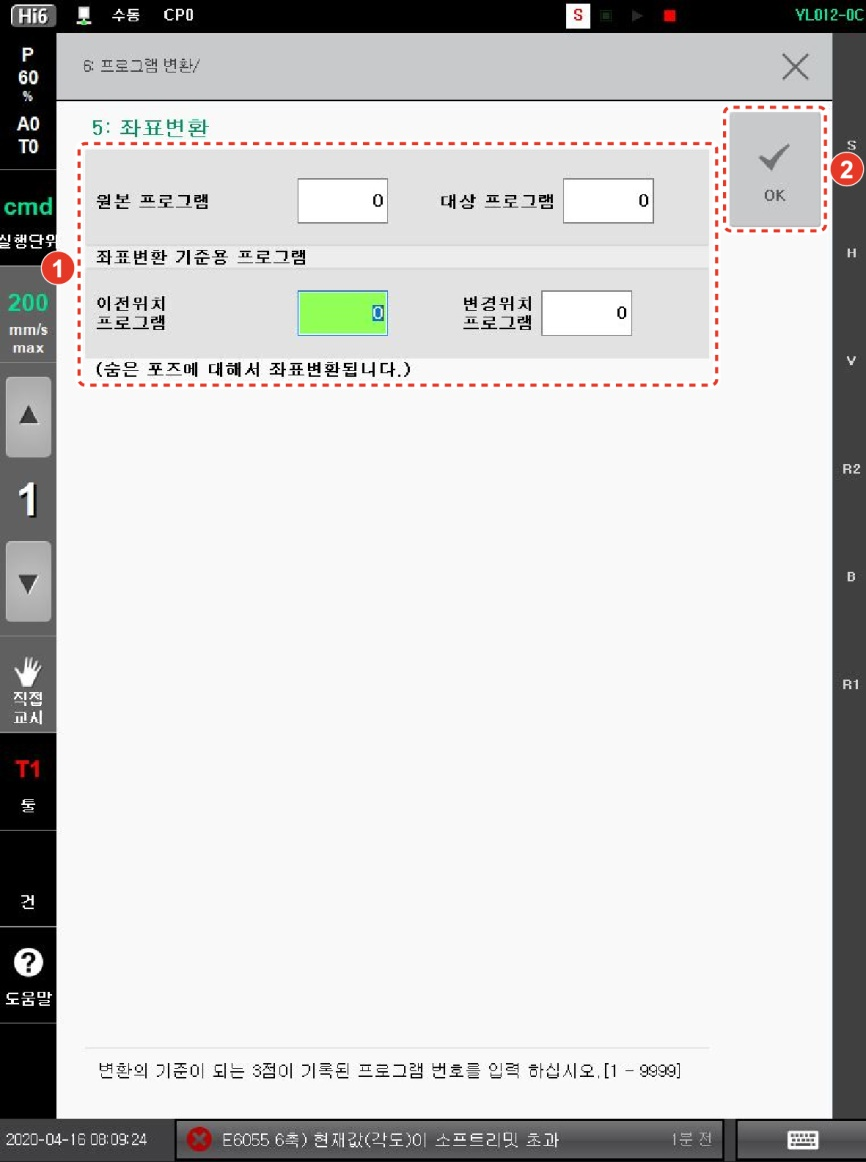 Hi6 수동 CP0 S YL012-0C
P
60
%
A0
T0
cmd
실행단위
200
mm/s
max
1
직접
교시
T1
툴
건
?
도움말
6: 프로그램 변환/
5: 좌표변환
원본 프로그램 0 대상 프로그램 0
좌표변환 기준용 프로그램
이전위치
프로그램 0
변경위치
프로그램 0
(숨은 포즈에 대해서 좌표변환됩니다.)
1
OK
2
S
H
V
R2
B
R1
변환의 기준이 되는 3점이 기록된 프로그램 번호를 입력 하십시오.[1 - 9999]
2020-04-16 08:09:24 E6055 6축) 현재값(각도)이 소프트리밋 초과 1분 전